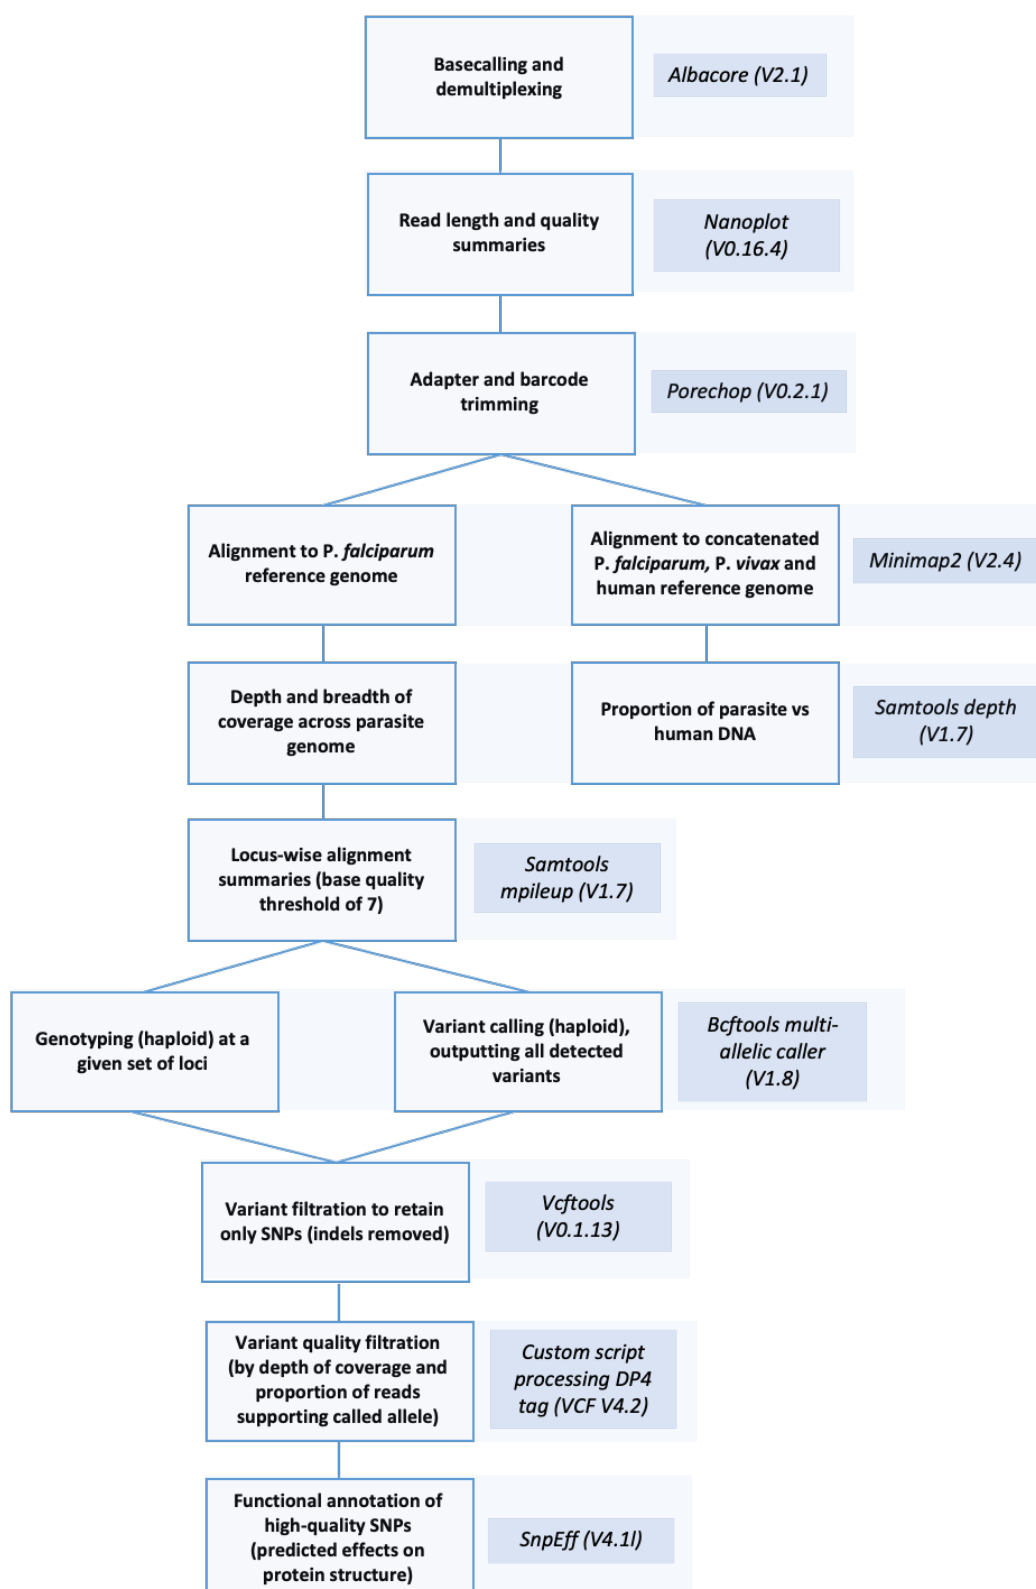 Basecalling and
demultiplexing
Albacore (V2.1)
Read length and quality
summaries
Nanoplot
(V0.16.4)
Adapter and barcode
trimming
Porechop (V0.2.1)
Alignment to P. falciparum
reference genome
Alignment to concatenated
P. falciparum, P. vivax and
human reference genome
Minimap2 (V2.4)
Depth and breadth of
coverage across parasite
genome
Proportion of parasite vs
human DNA
Samtools depth
(V1.7)
Locus-wise alignment
summaries (base quality
threshold of 7)
Samtools
mpileup (V1.7)
Genotyping (haploid) at a
given set of loci
Variant calling (haploid),
outputting all detected
variants
Bcftools multi-
allelic caller
(V1.8)
Variant filtration to retain
only SNPs (indels removed)
Vcftools
(V0.1.13)
Variant quality filtration
(by depth of coverage and
proportion of reads
supporting called allele)
Custom script
processing DP4
tag (VCF V4.2)
Functional annotation of
high-quality SNPs
(predicted effects on
protein structure)
SnpEff (V4.1l)